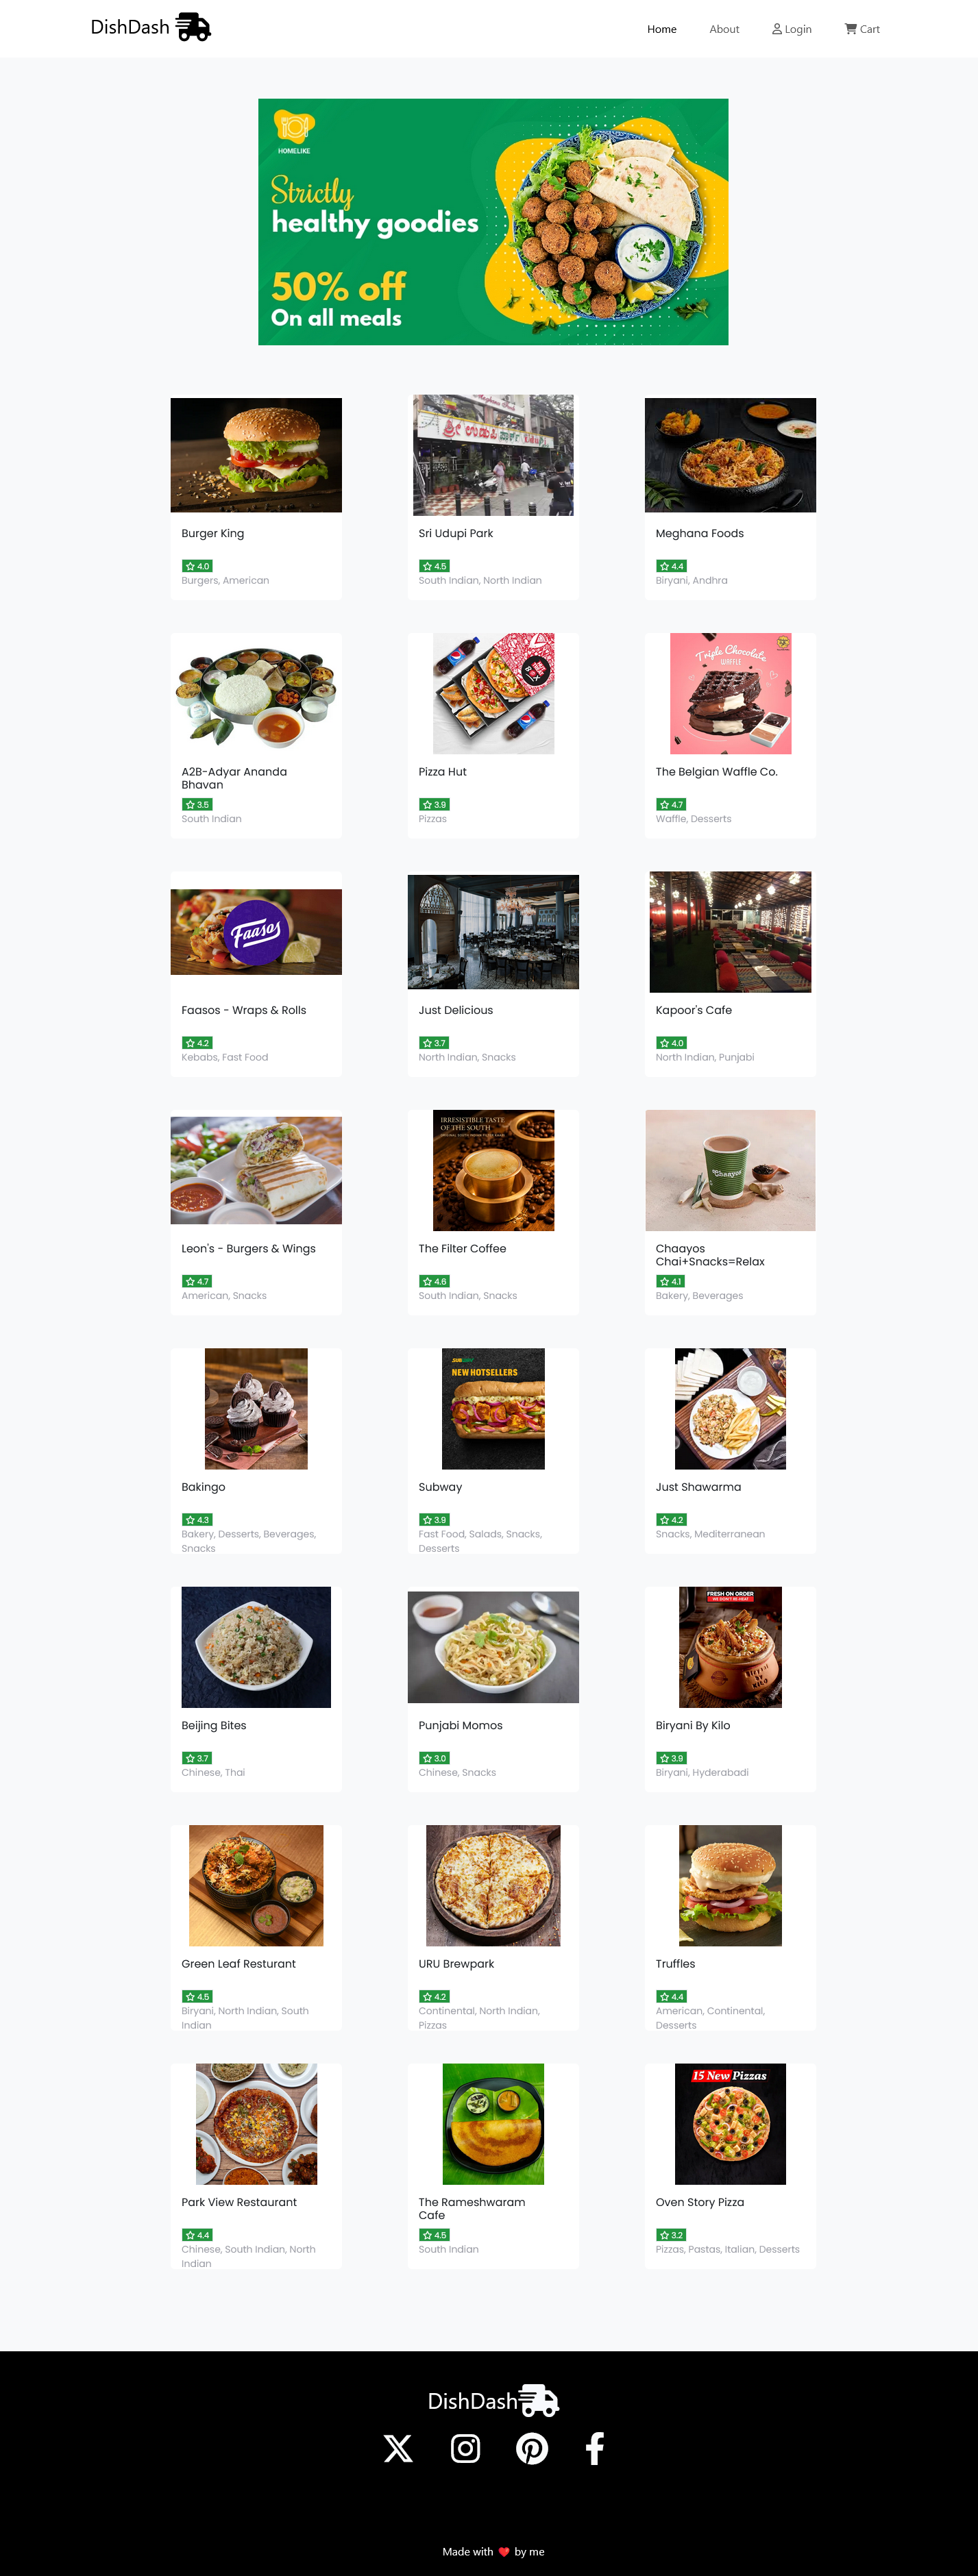 DishDash
Home
About
Login
Cart
HOMELIKE
Strictly
healthy goodies
50% off
On all meals
Burger King
4.0
Burgers, American
ಶ್ರೀ ಉಡುಪಿ ಪಾರ್ಕ್
Sri Udupi Park
4.5
South Indian, North Indian
Meghana Foods
4.4
Biryani, Andhra
A2B-Adyar Ananda
Bhavan
3.5
South Indian
Pizza Hut
3.9
Pizzas
Triple Chocolate
WAFFLE
The Belgian Waffle Co.
4.7
Waffle, Desserts
Faasos
Faasos - Wraps & Rolls
4.2
Kebabs, Fast Food
Just Delicious
3.7
North Indian, Snacks
Kapoor's Cafe
4.0
North Indian, Punjabi
Leon's - Burgers & Wings
4.7
American, Snacks
IRRESISTIBLE TASTE
OF THE SOUTH
The Filter Coffee
4.6
South Indian, Snacks
Chaayos
Chaayos
Chai+Snacks=Relax
4.1
Bakery, Beverages
Bakingo
4.3
Bakery, Desserts, Beverages,
Snacks
SUBWAY
NEW HOTSELLERS
Subway
3.9
Fast Food, Salads, Snacks,
Desserts
Just Shawarma
4.2
Snacks, Mediterranean
Beijing Bites
3.7
Chinese, Thai
Punjabi Momos
3.0
Chinese, Snacks
FRESH ON ORDER
WE DON'T RE-HEAT
BIRYANI
BY
KILO
Biryani By Kilo
3.9
Biryani, Hyderabadi
Green Leaf Resturant
4.5
Biryani, North Indian, South
Indian
URU Brewpark
4.2
Continental, North Indian,
Pizzas
Truffles
4.4
American, Continental,
Desserts
Park View Restaurant
4.4
Chinese, South Indian, North
Indian
The Rameshwaram
Cafe
4.5
South Indian
15 New Pizzas
Oven Story Pizza
3.2
Pizzas, Pastas, Italian, Desserts
DishDash
Made with ❤️ by me